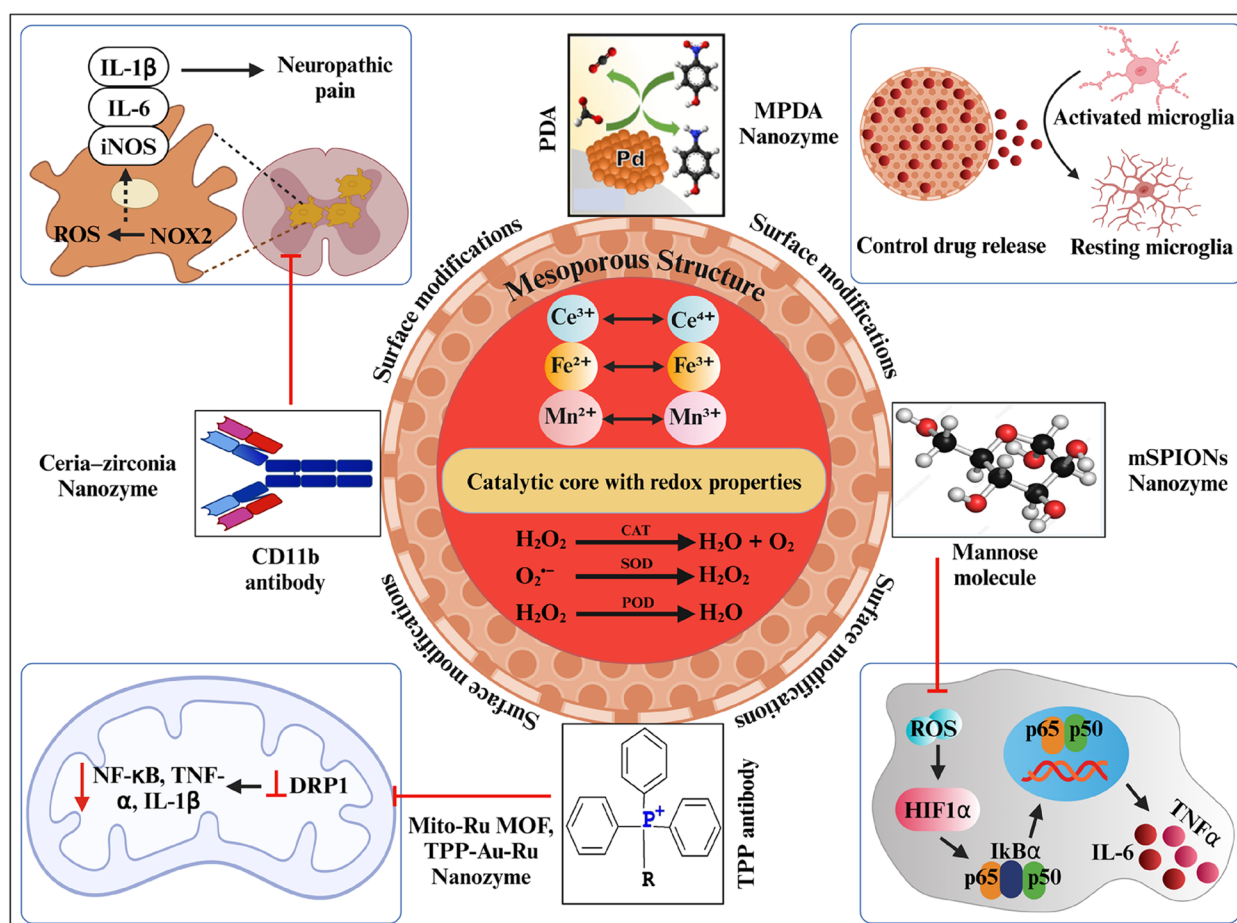 IL-1β
IL-6
iNOS
Neuropathic
pain
ROS
NOX2
PDA
Pd
MPDA
Nanozyme
Activated microglia
Control drug release
Resting microglia
Surface modifications
Surface modifications
Mesoporous Structure
Ce³⁺
Ce⁴⁺
Fe²⁺
Fe³⁺
Mn²⁺
Mn³⁺
Catalytic core with redox properties
H₂O₂ CAT H₂O + O₂
O₂•− SOD H₂O₂
H₂O₂ POD H₂O
Ceria–zirconia
Nanozyme
CD11b
antibody
mSPIONs
Nanozyme
Mannose
molecule
Surface modifications
Surface modifications
NF-κB, TNF-
α, IL-1β
DRP1
Mito-Ru MOF,
TPP-Au-Ru
Nanozyme
P⁺
R
TPP antibody
ROS
HIF1α
IkBα
p65
p50
p65
p50
TNFα
IL-6